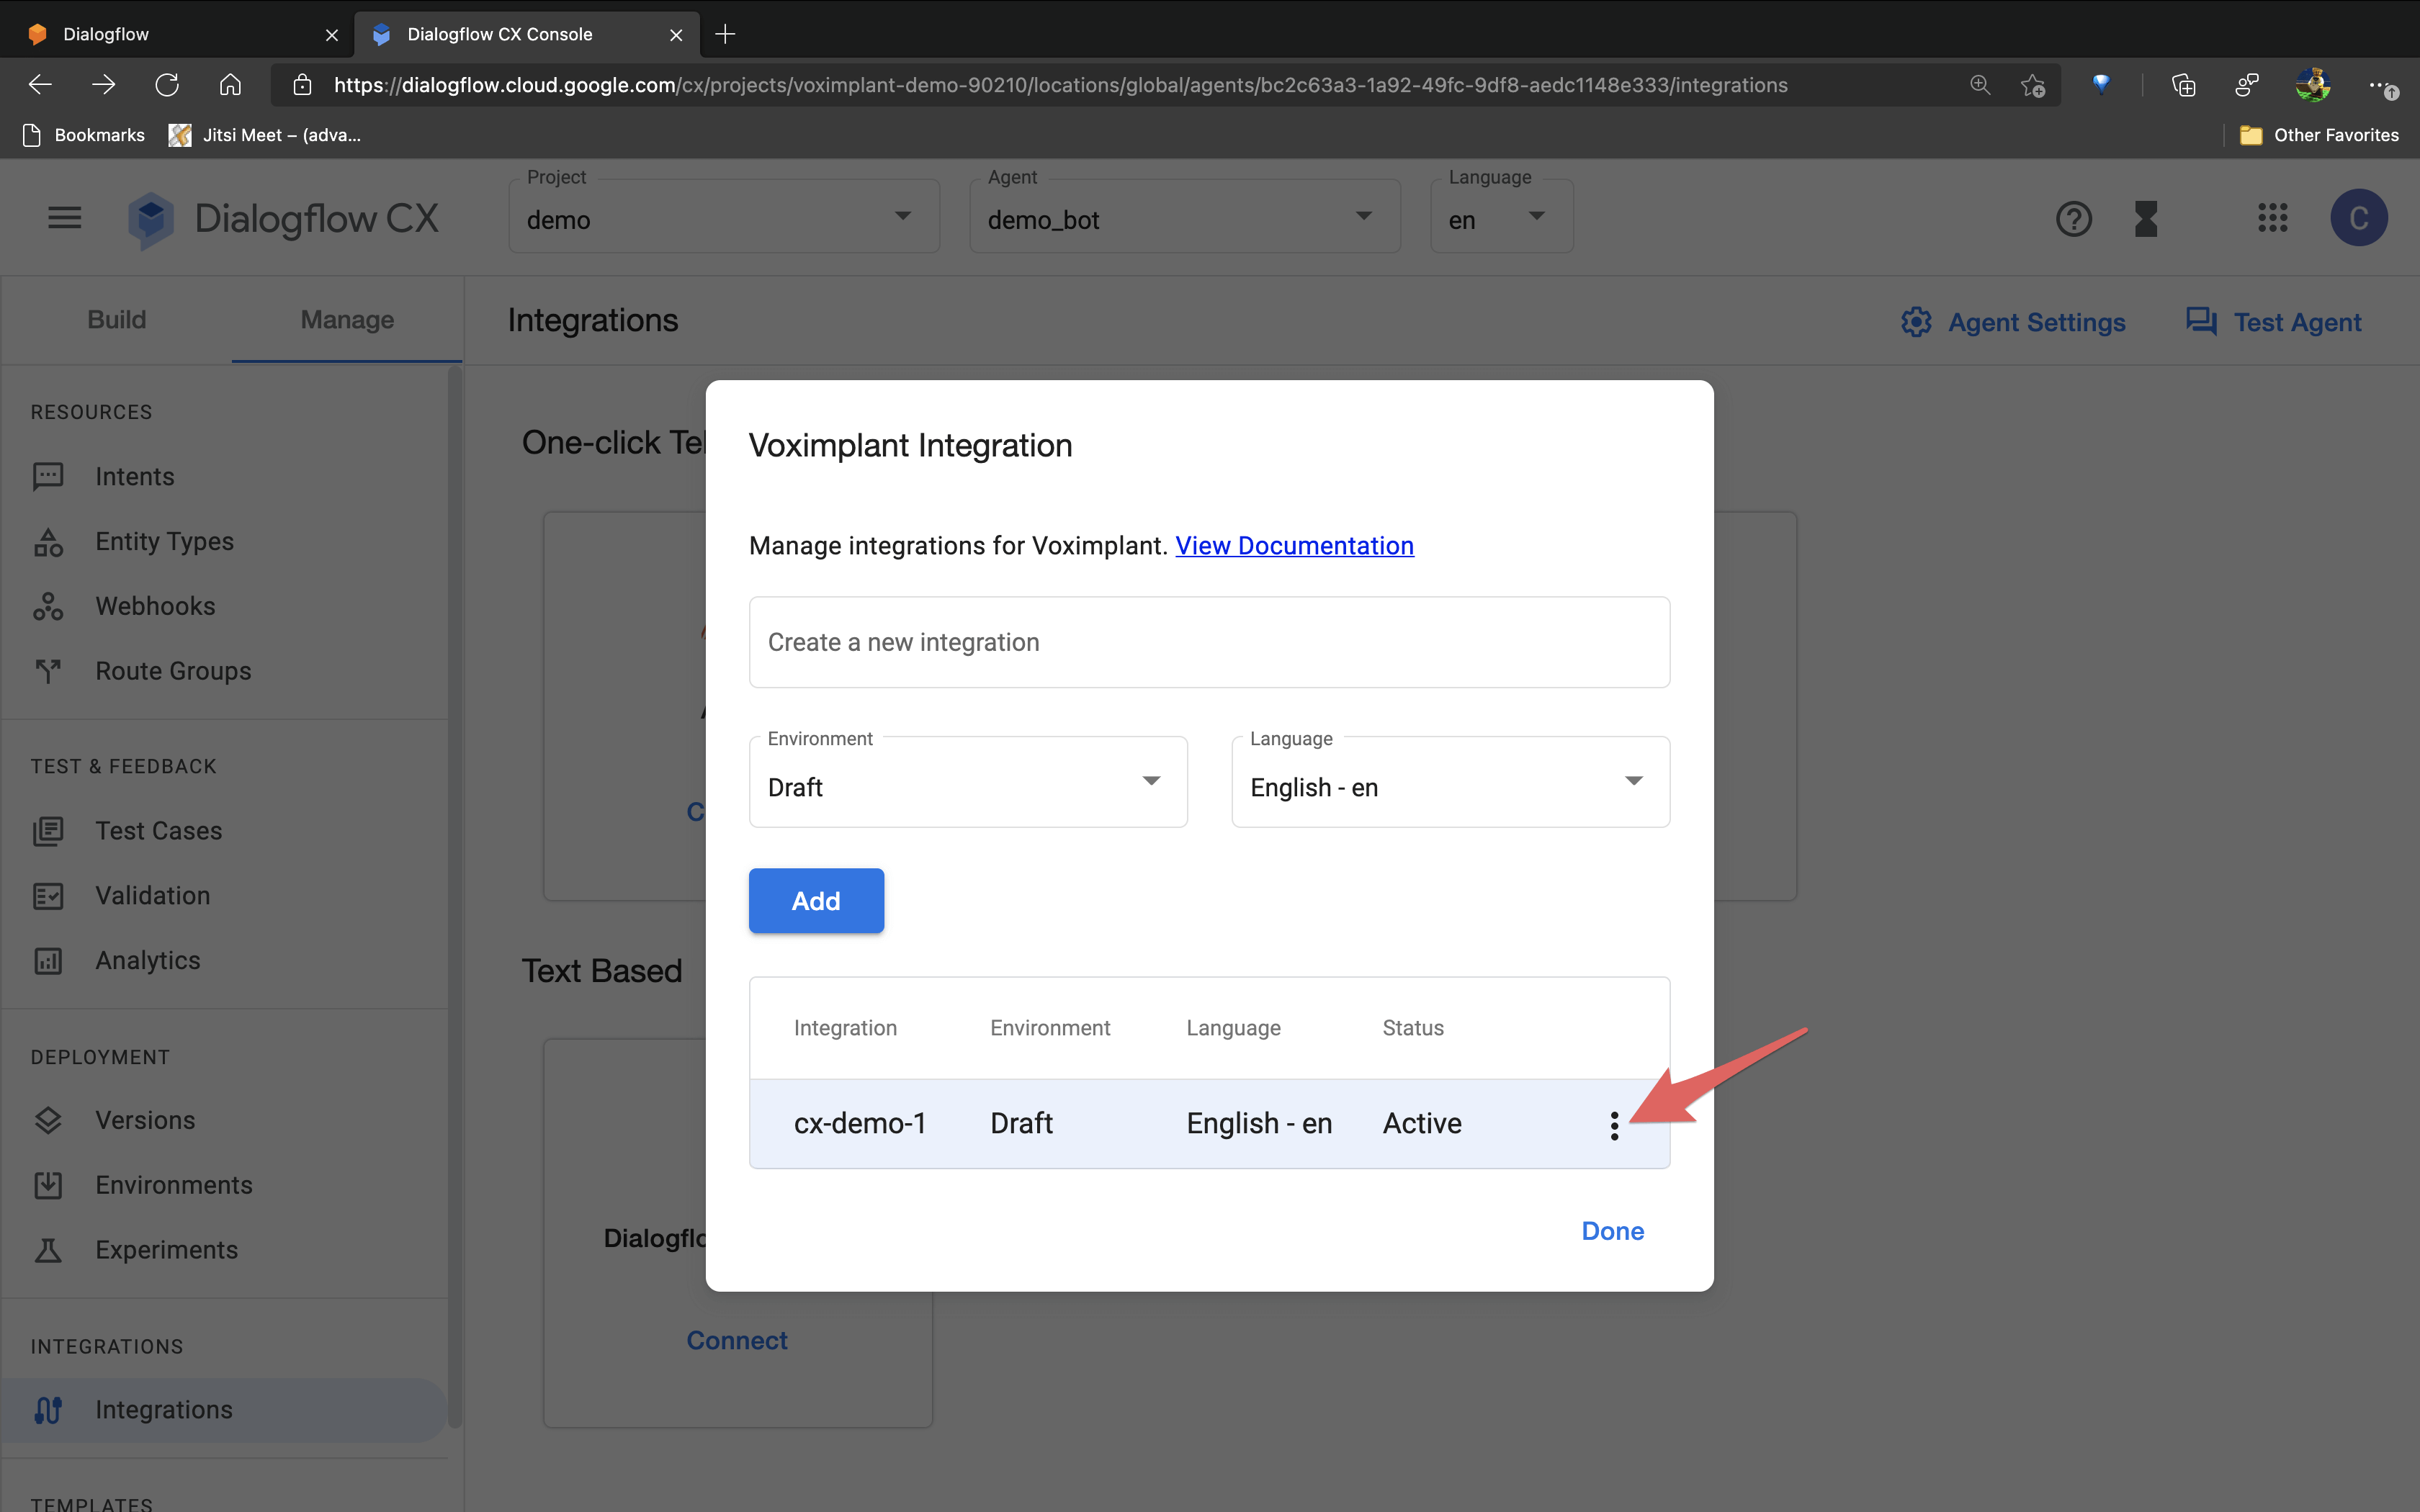 Dialogflow
Dialogflow CX Console
https://dialogflow.cloud.google.com/cx/projects/voximplant-demo-90210/locations/global/agents/bc2c63a3-1a92-49fc-9df8-aedc1148e333/integrations
Bookmarks
Jitsi Meet – (adva...
Other Favorites
Dialogflow CX
Project
demo
Agent
demo_bot
Language
en
C
Build
Manage
Integrations
Agent Settings
Test Agent
RESOURCES
Intents
Entity Types
Webhooks
Route Groups
TEST & FEEDBACK
Test Cases
Validation
Analytics
DEPLOYMENT
Versions
Environments
Experiments
INTEGRATIONS
Integrations
TEMPLATES
One-click Tel
C
Text Based
Dialogflo
Connect
Voximplant Integration
Manage integrations for Voximplant. View Documentation
Create a new integration
Environment
Draft
Language
English - en
Add
Integration Environment Language Status
cx-demo-1 Draft English - en Active
Done